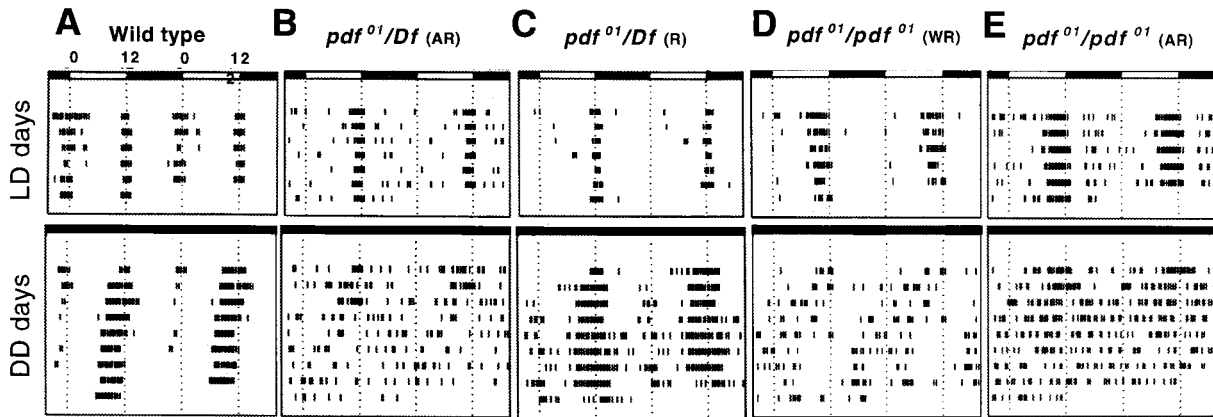 A B C D E
Wild type pdf⁰¹/Df (AR) pdf⁰¹/Df (R) pdf⁰¹/pdf⁰¹ (WR) pdf⁰¹/pdf⁰¹ (AR)
0 12 0 12
2
LD days
DD days